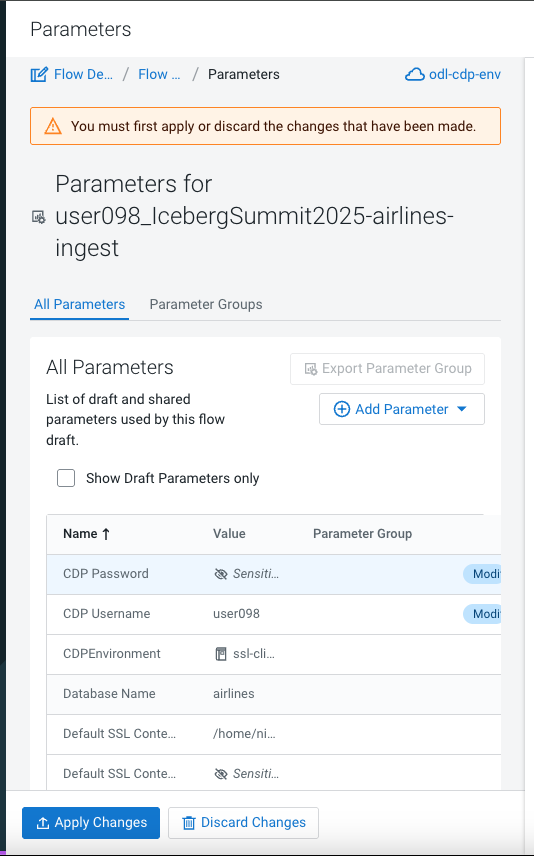 Parameters
Flow De... / Flow ... / Parameters odl-cdp-env
You must first apply or discard the changes that have been made.
Parameters for
user098_IcebergSummit2025-airlines-
ingest
All Parameters Parameter Groups
All Parameters Export Parameter Group
List of draft and shared
parameters used by this flow
draft.
Add Parameter
Show Draft Parameters only
Name ↑ Value Parameter Group
CDP Password Sensiti... Modi
CDP Username user098 Modi
CDPEnvironment ssl-cli...
Database Name airlines
Default SSL Conte... /home/ni...
Default SSL Conte... Sensiti...
Apply Changes Discard Changes